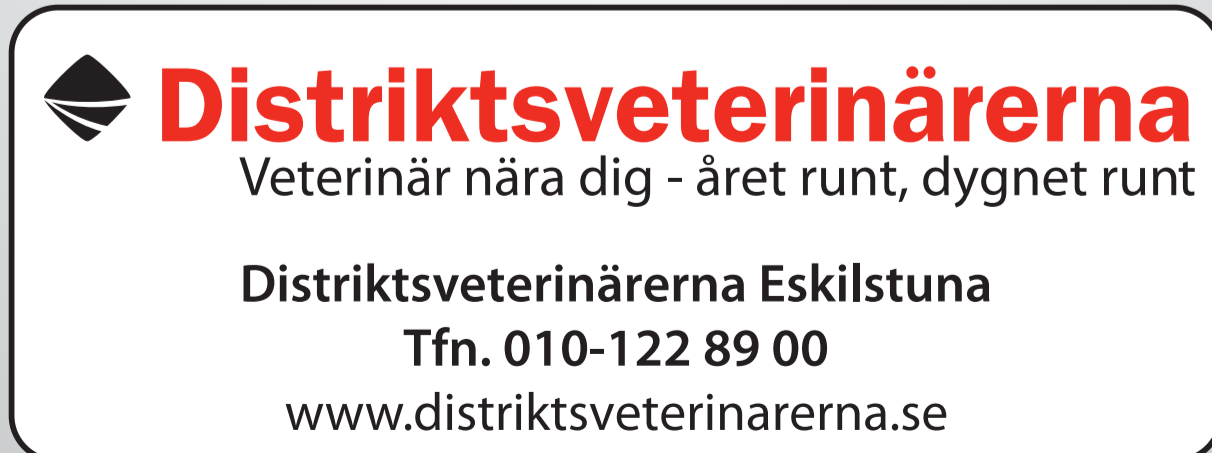 Distriktsveterinärerna
Veterinär nära dig - året runt, dygnet runt
Distriktsveterinärerna Eskilstuna
Tfn. 010-122 89 00
www.distriktsveterinarerna.se